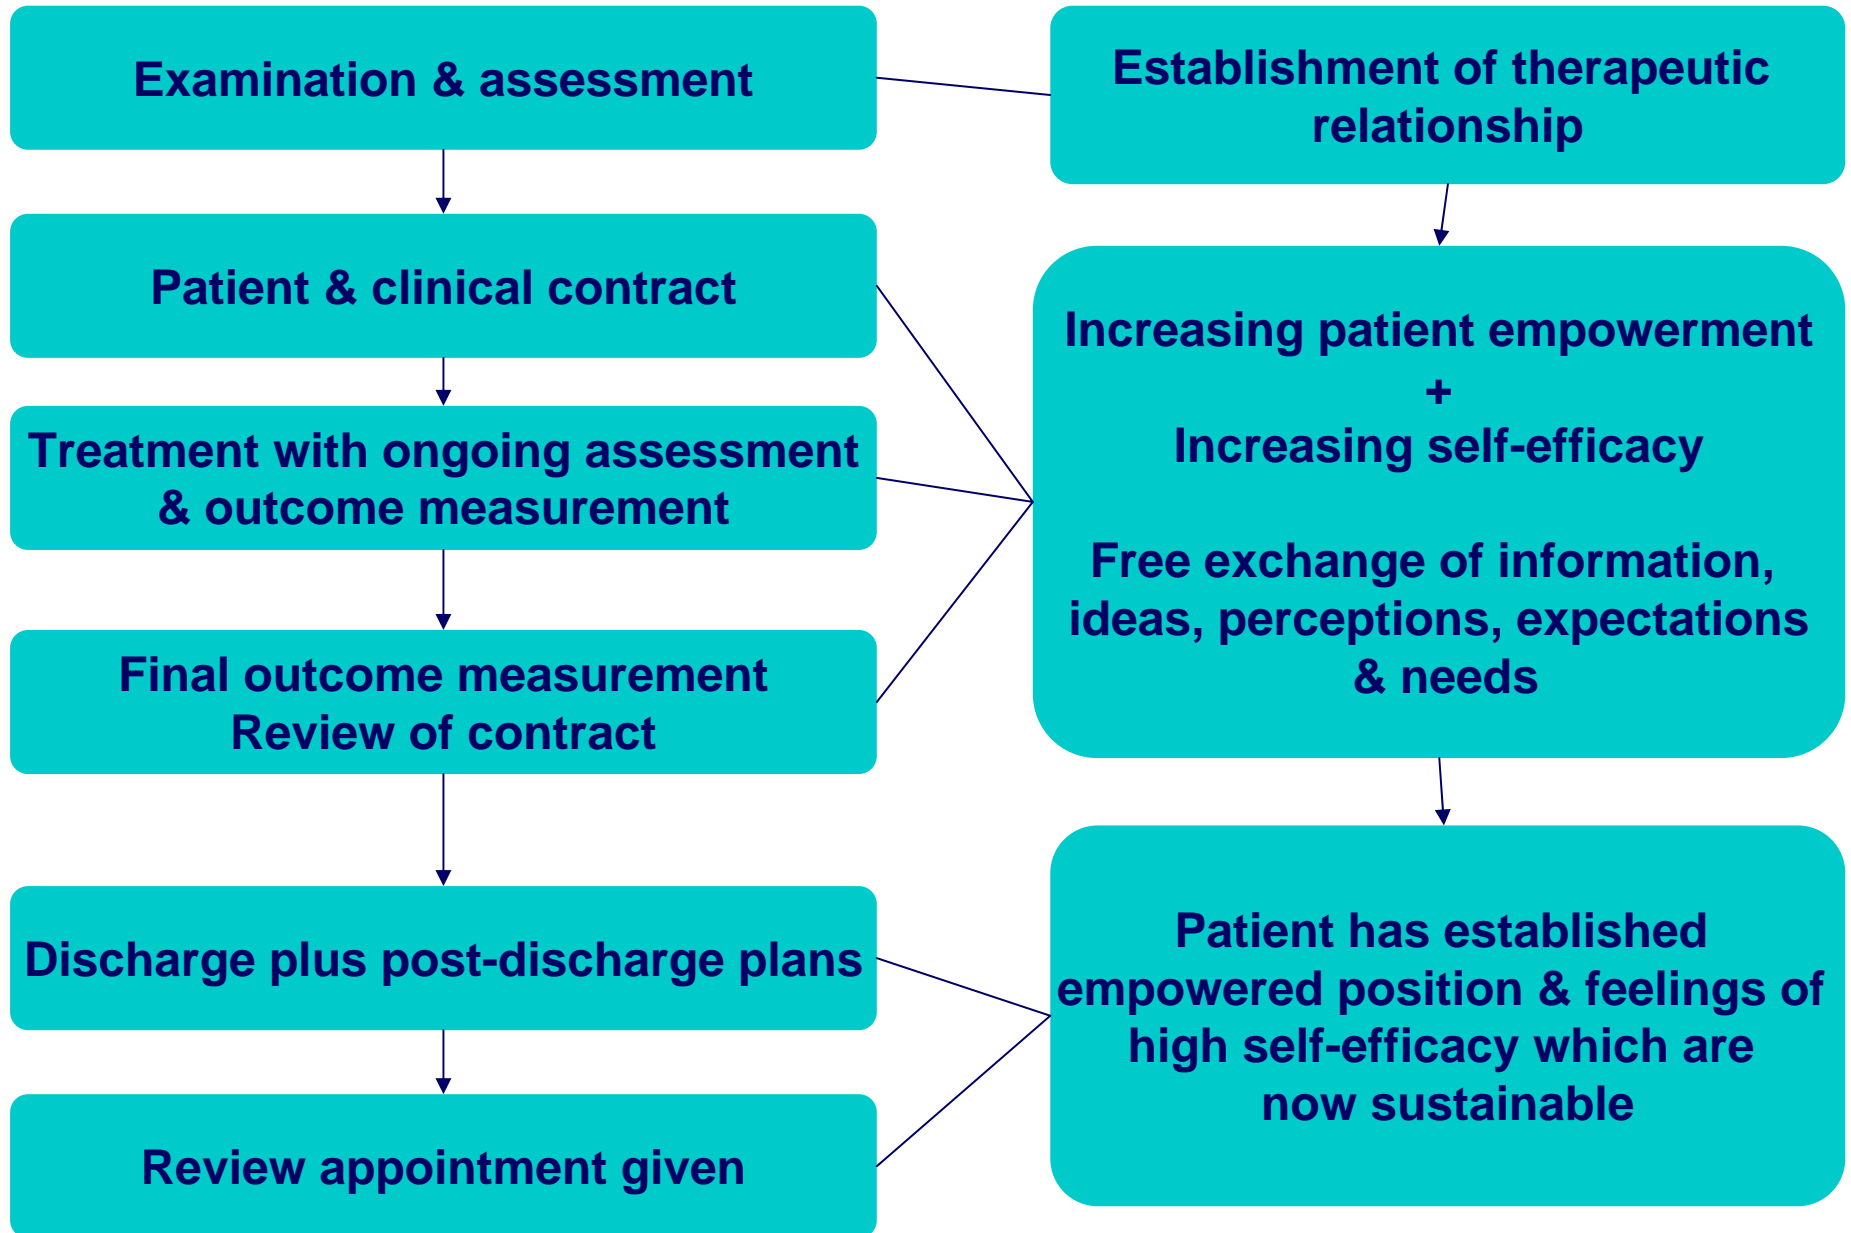 Examination & assessment
Establishment of therapeutic
relationship
Patient & clinical contract
Increasing patient empowerment
+
Increasing self-efficacy
Free exchange of information,
ideas, perceptions, expectations
& needs
Treatment with ongoing assessment
& outcome measurement
Final outcome measurement
Review of contract
Discharge plus post-discharge plans
Patient has established
empowered position & feelings of
high self-efficacy which are
now sustainable
Review appointment given